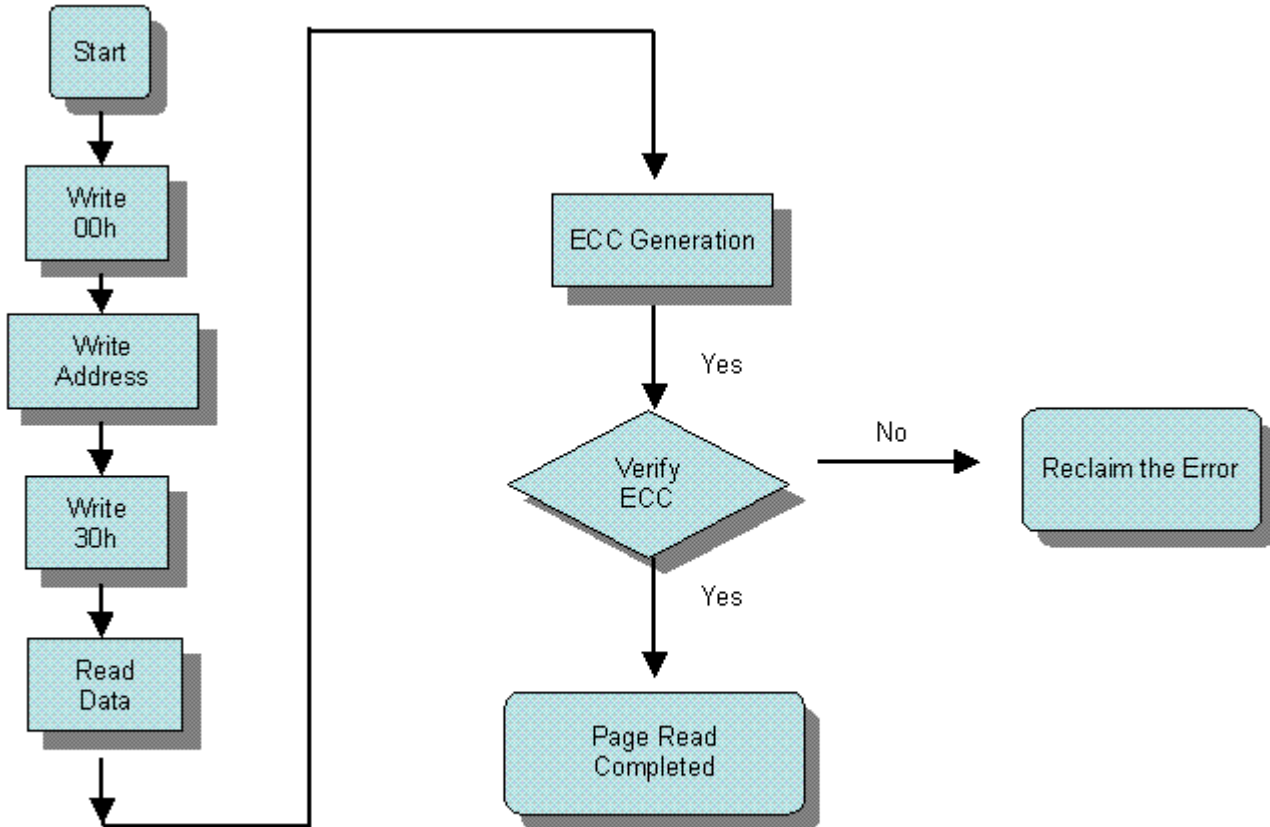 Start
Write
00h
Write
Address
Write
30h
Read
Data
ECC Generation
Yes
Verify
ECC
No
Reclaim the Error
Yes
Page Read
Completed